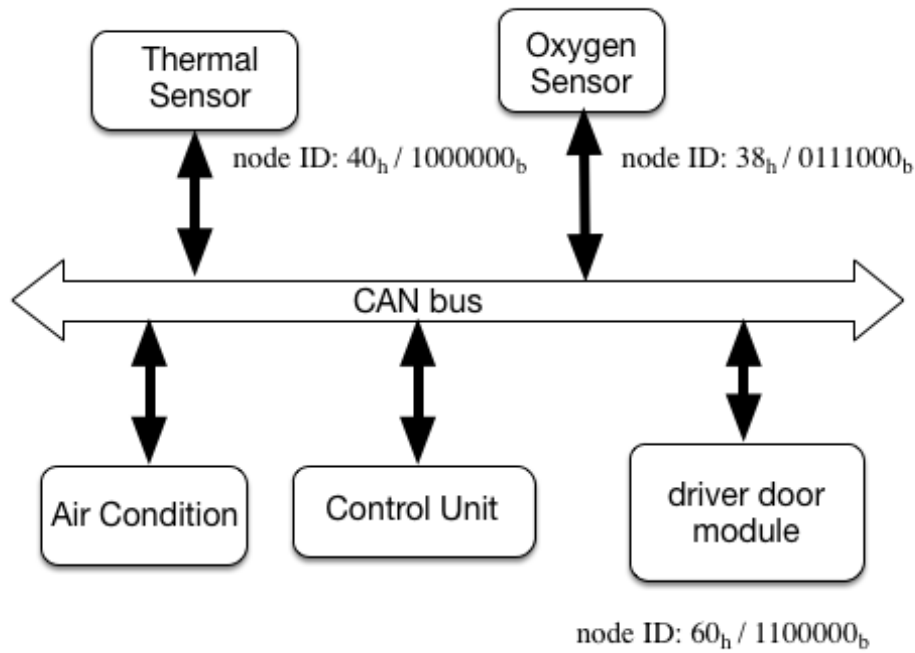 Thermal
Sensor
Oxygen
Sensor
node ID: 40h / 1000000b
node ID: 38h / 0111000b
CAN bus
Air Condition
Control Unit
driver door
module
node ID: 60h / 1100000b